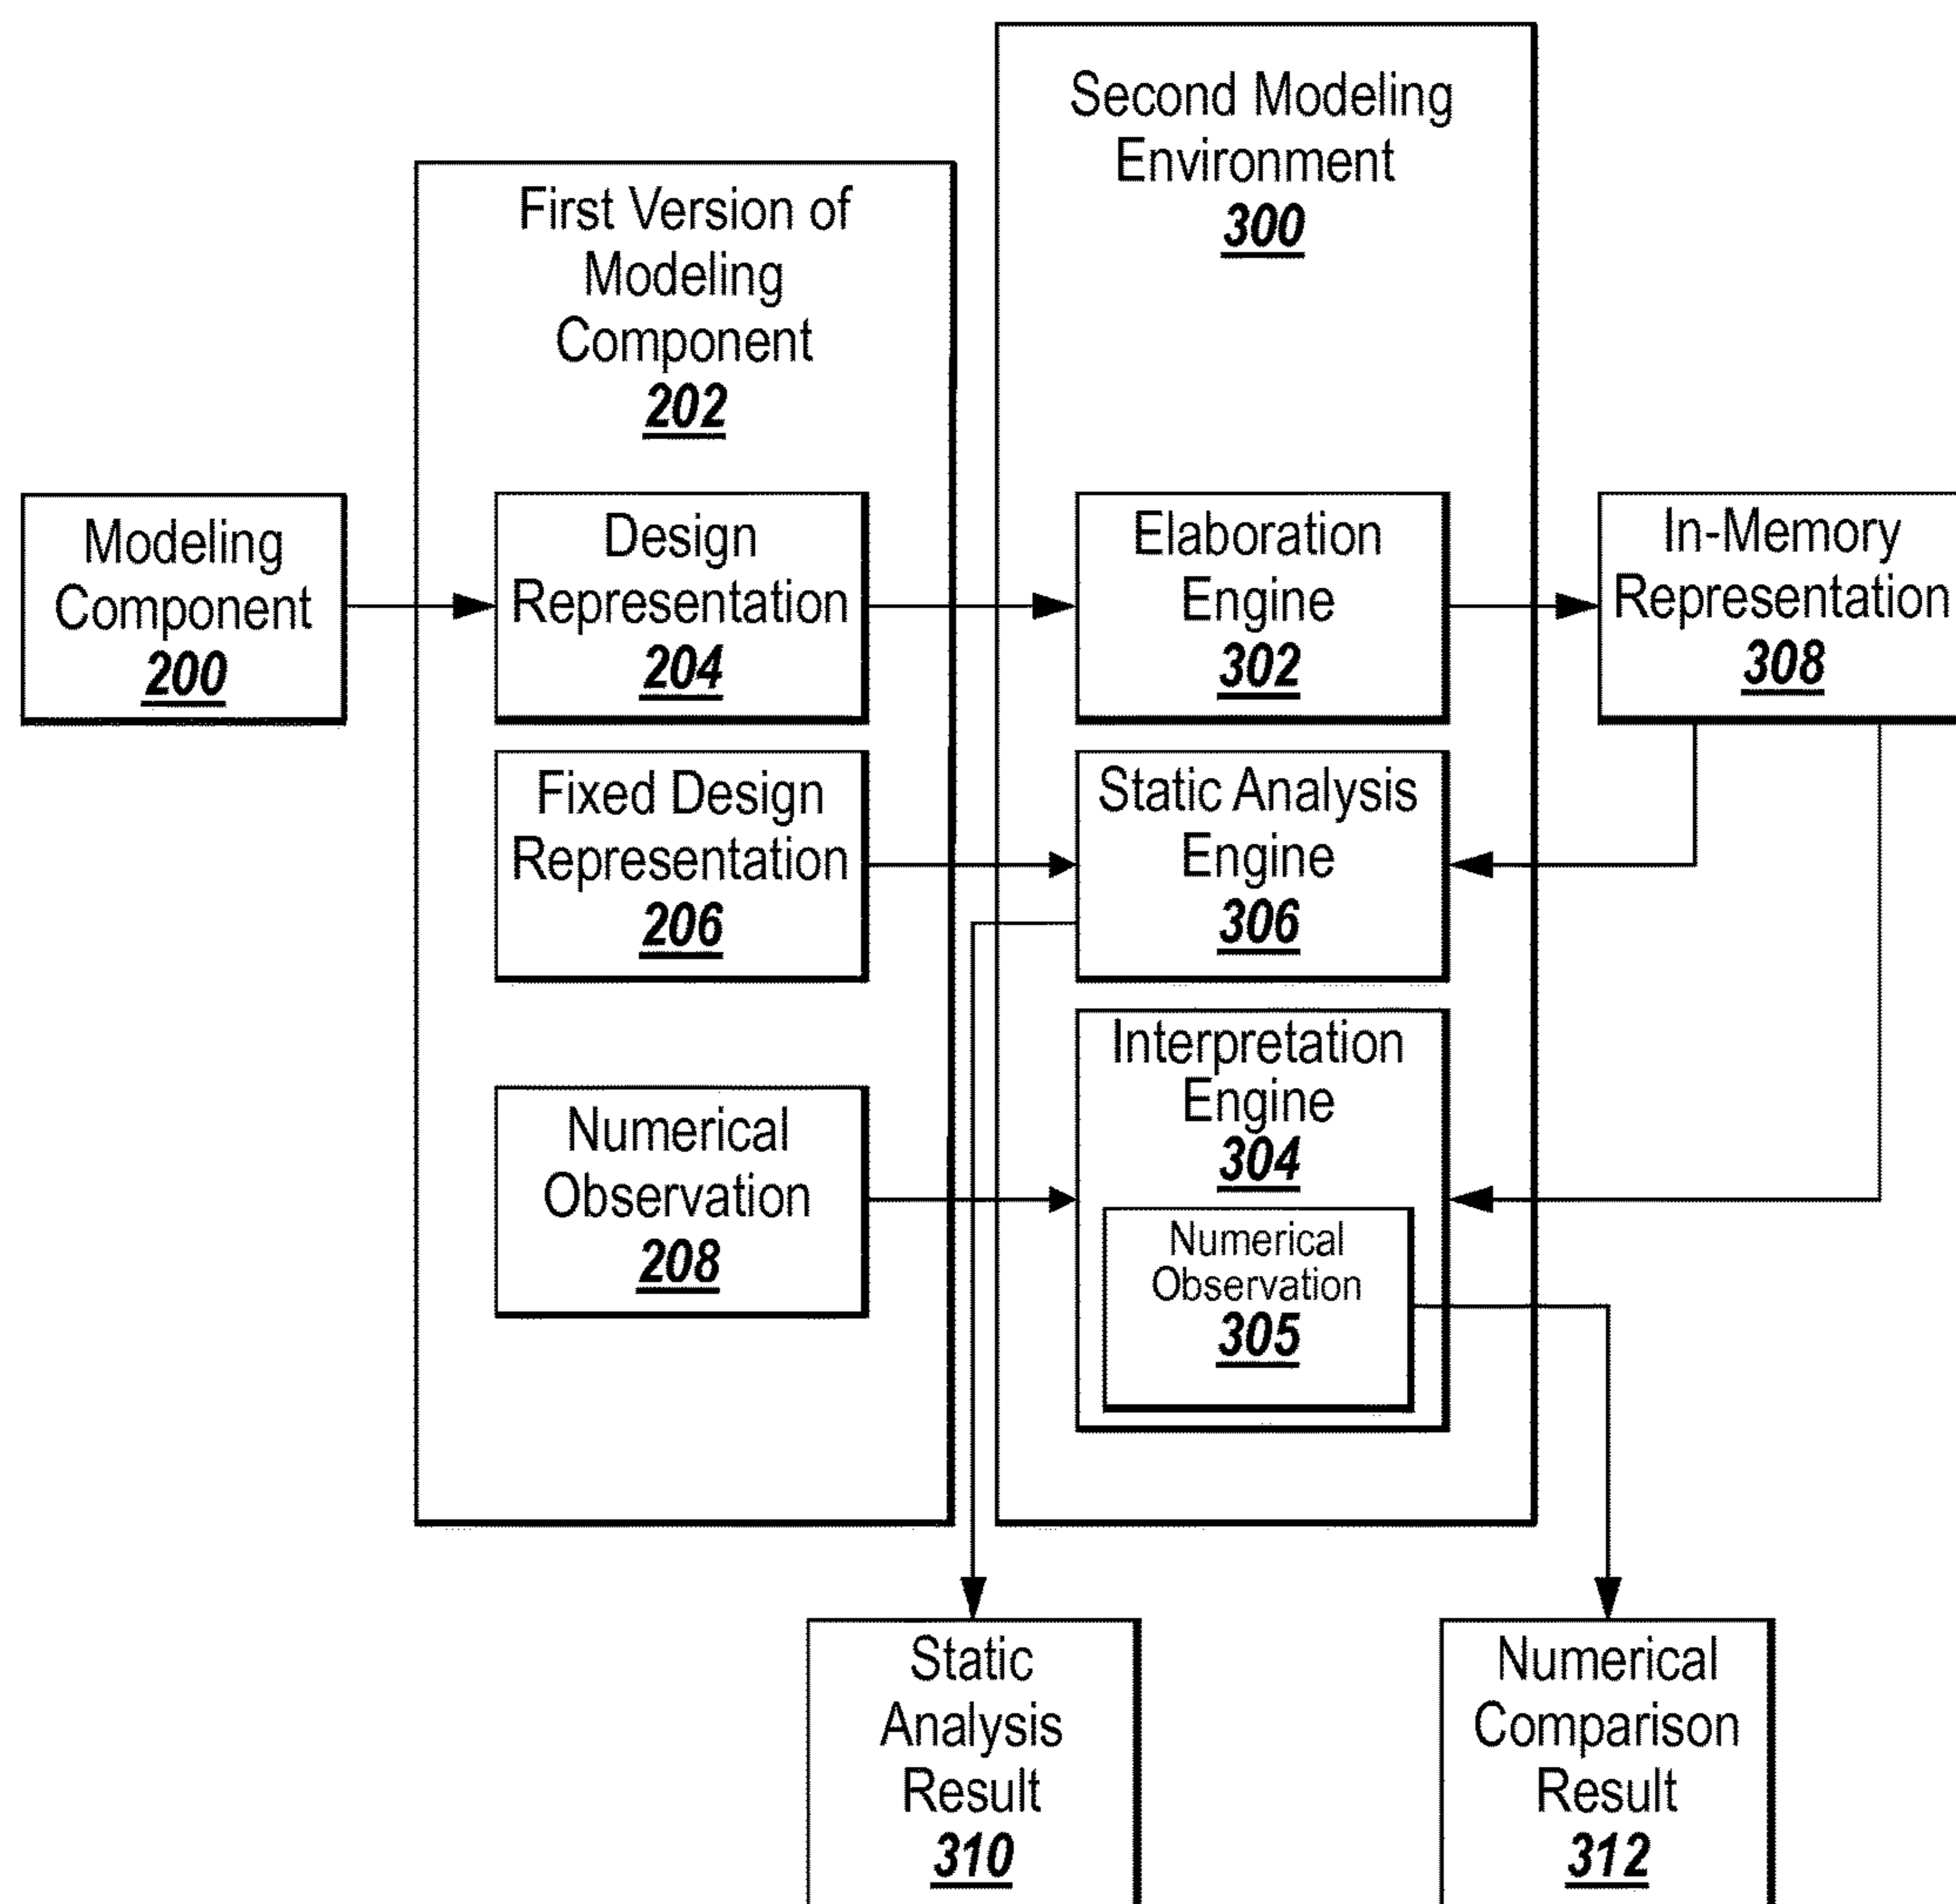 Second Modeling
Environment
300
First Version of
Modeling
Component
202
Modeling
Component
200
Design
Representation
204
Elaboration
Engine
302
In-Memory
Representation
308
Fixed Design
Representation
206
Static Analysis
Engine
306
Numerical
Observation
208
Interpretation
Engine
304
Numerical
Observation
305
Static
Analysis
Result
310
Numerical
Comparison
Result
312